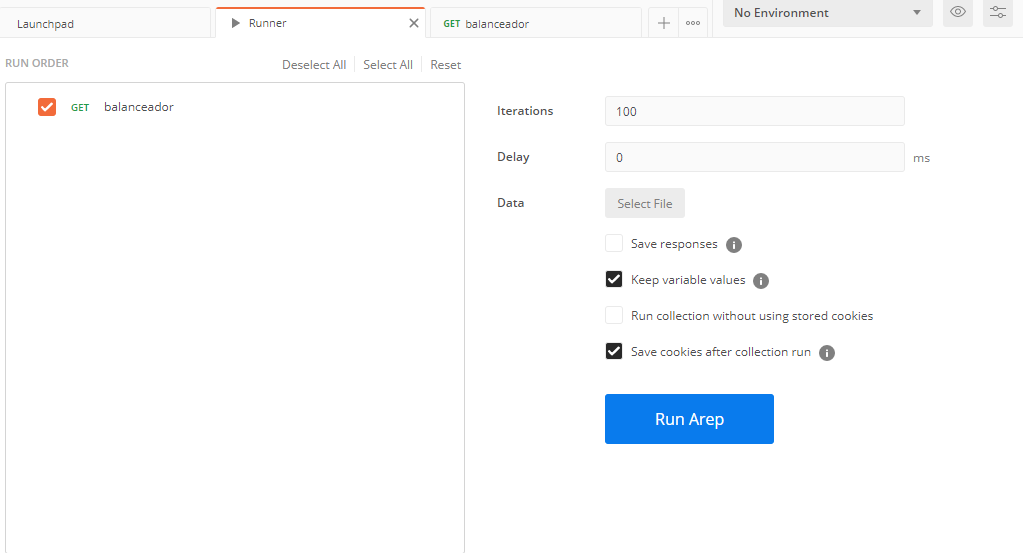 Launchpad
Runner
GET balanceador
No Environment
RUN ORDER
Deselect All
Select All
Reset
GET balanceador
Iterations
100
Delay
0
ms
Data
Select File
Save responses
Keep variable values
Run collection without using stored cookies
Save cookies after collection run
Run Arep